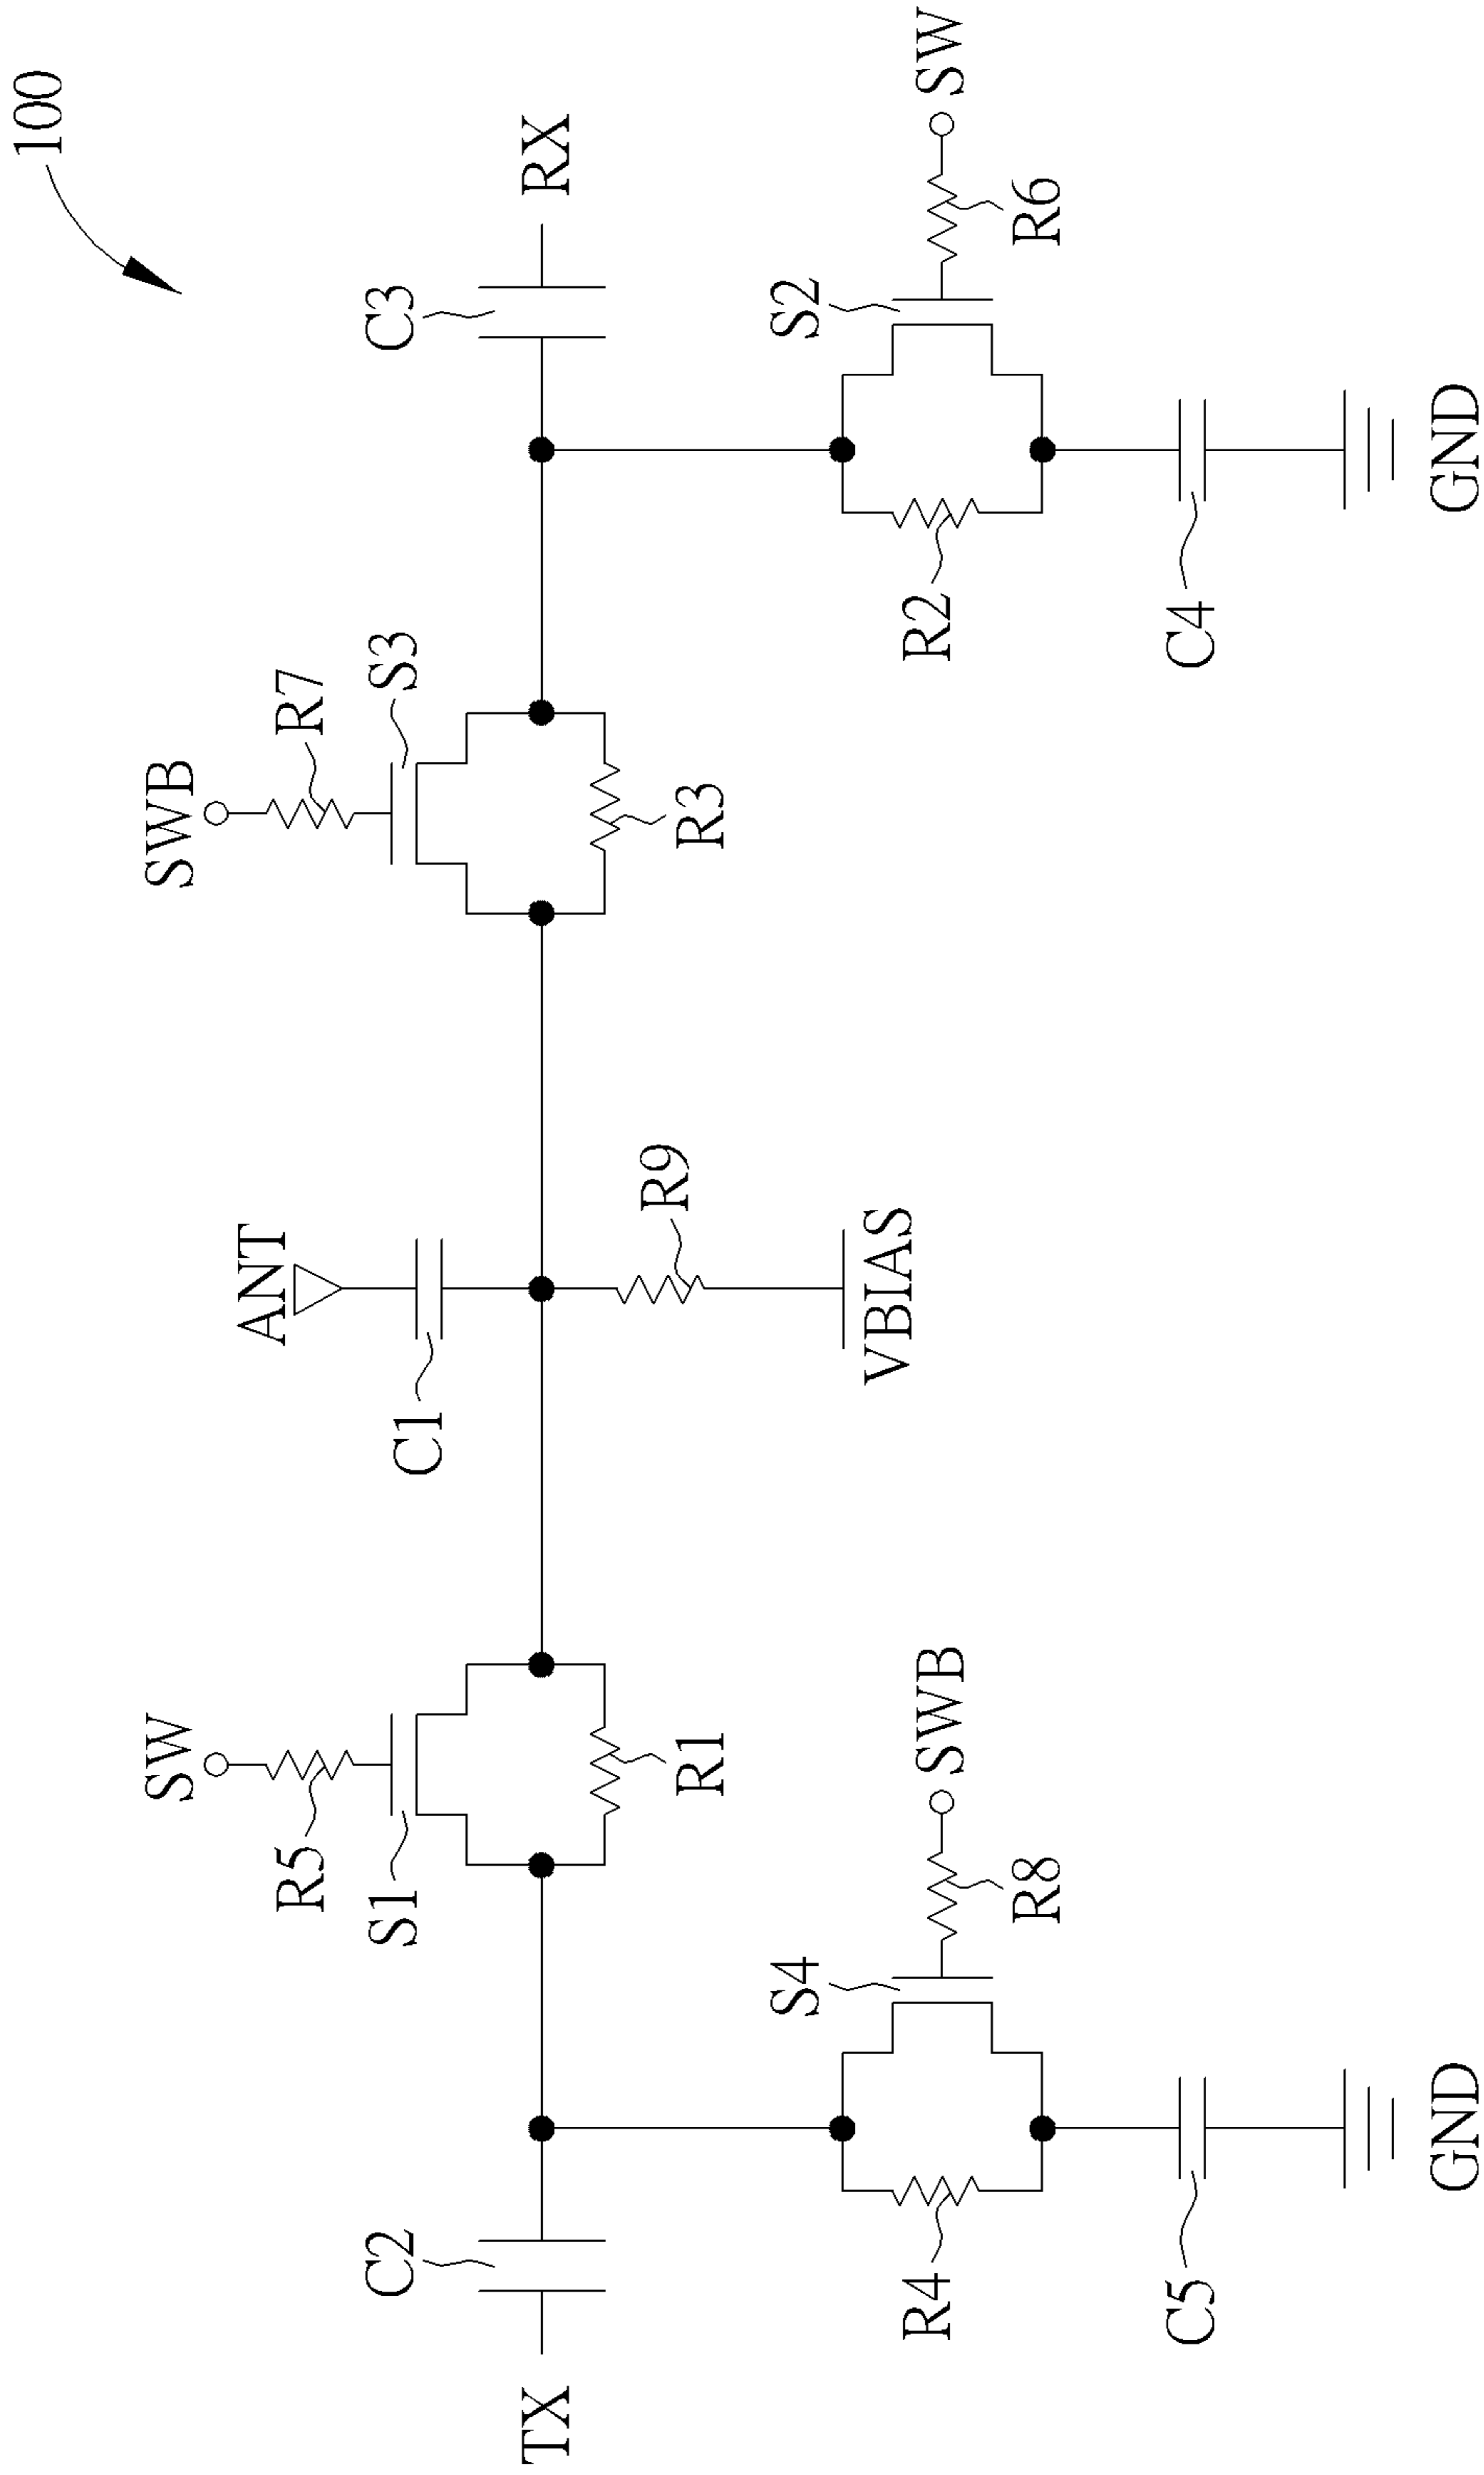 100
ANT
SW
SWB
R5
R7
S1
C1
S3
C2
C3
TX
RX
R1
R9
R3
S4
S2
VBIAS
R4
SWB
R2
SW
R8
R6
C5
C4
GND
GND